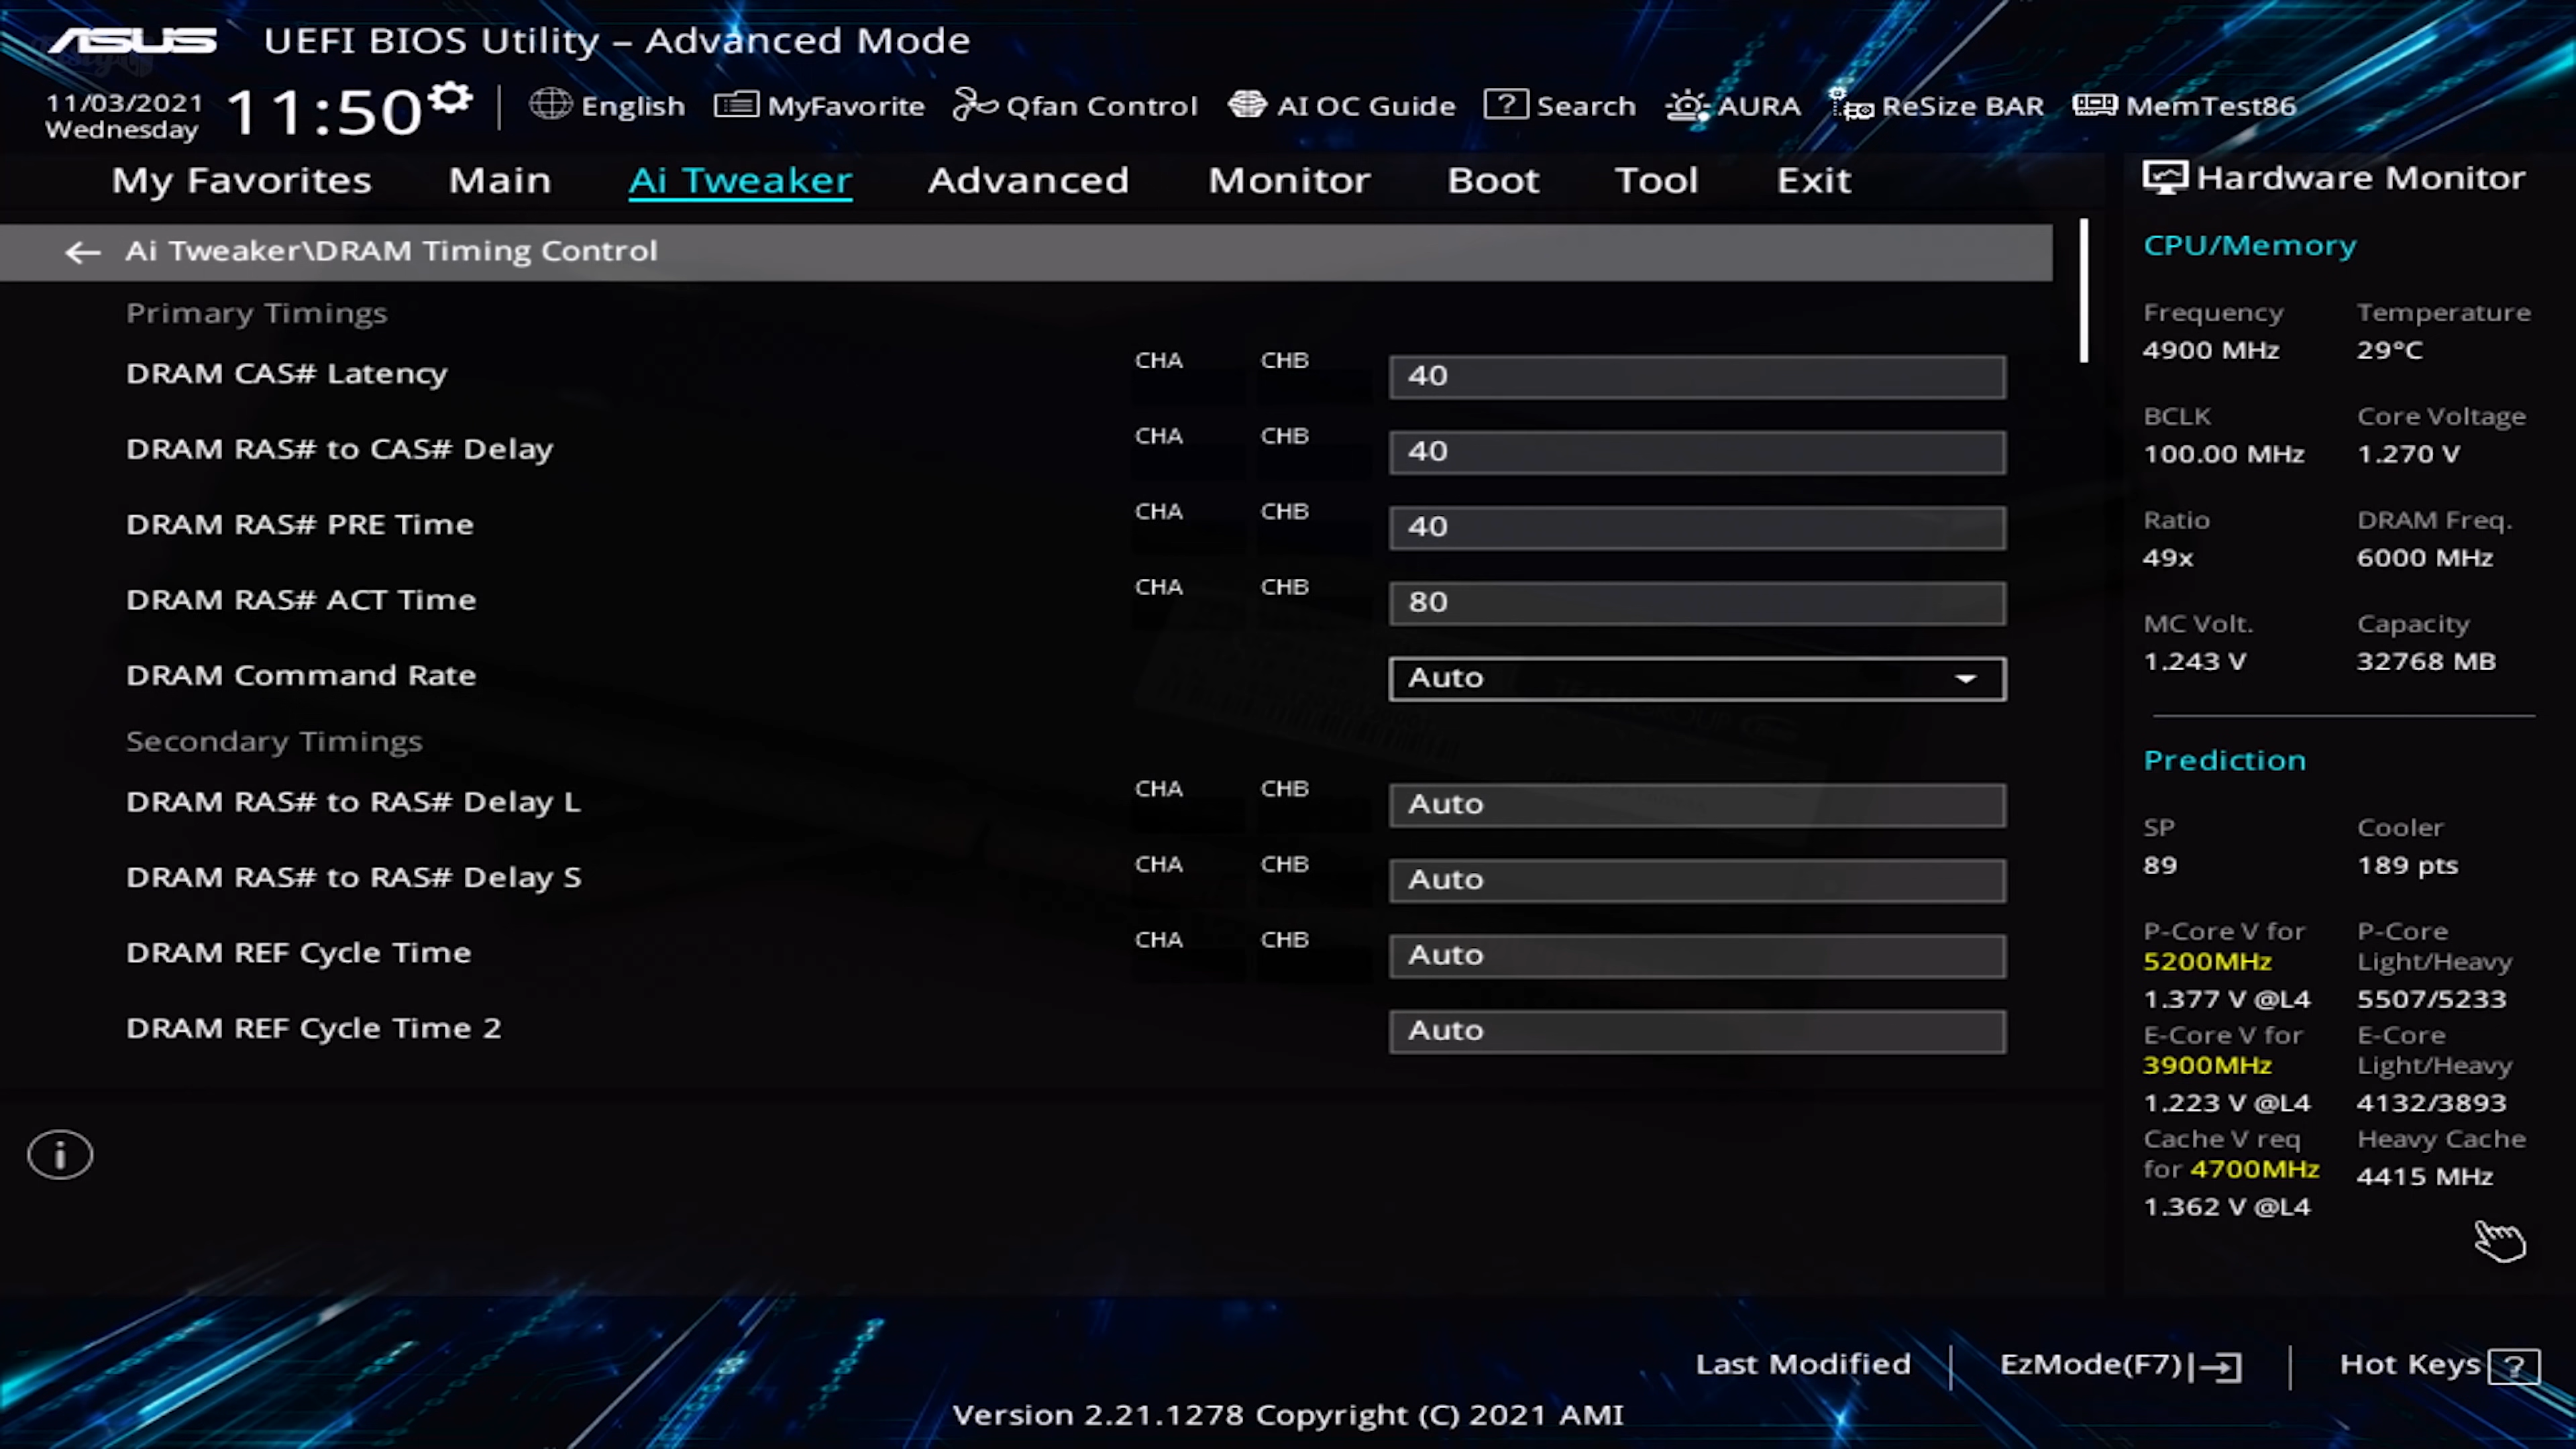 ASUS UEFI BIOS Utility – Advanced Mode
11/03/2021 Wednesday 11:50 English MyFavorite Qfan Control AI OC Guide ? Search AURA ReSize BAR MemTest86
My Favorites Main Ai Tweaker Advanced Monitor Boot Tool Exit
← Ai Tweaker\DRAM Timing Control
Primary Timings
DRAM CAS# Latency CHA CHB 40
DRAM RAS# to CAS# Delay CHA CHB 40
DRAM RAS# PRE Time CHA CHB 40
DRAM RAS# ACT Time CHA CHB 80
DRAM Command Rate Auto
Secondary Timings
DRAM RAS# to RAS# Delay L CHA CHB Auto
DRAM RAS# to RAS# Delay S CHA CHB Auto
DRAM REF Cycle Time CHA CHB Auto
DRAM REF Cycle Time 2 Auto
i
Hardware Monitor
CPU/Memory
Frequency Temperature
4900 MHz 29°C
BCLK Core Voltage
100.00 MHz 1.270 V
Ratio DRAM Freq.
49x 6000 MHz
MC Volt. Capacity
1.243 V 32768 MB
Prediction
SP Cooler
89 189 pts
P-Core V for P-Core
5200MHz Light/Heavy
1.377 V @L4 5507/5233
E-Core V for E-Core
3900MHz Light/Heavy
1.223 V @L4 4132/3893
Cache V req Heavy Cache
for 4700MHz 4415 MHz
1.362 V @L4
Last Modified EzMode(F7) Hot Keys ?
Version 2.21.1278 Copyright (C) 2021 AMI